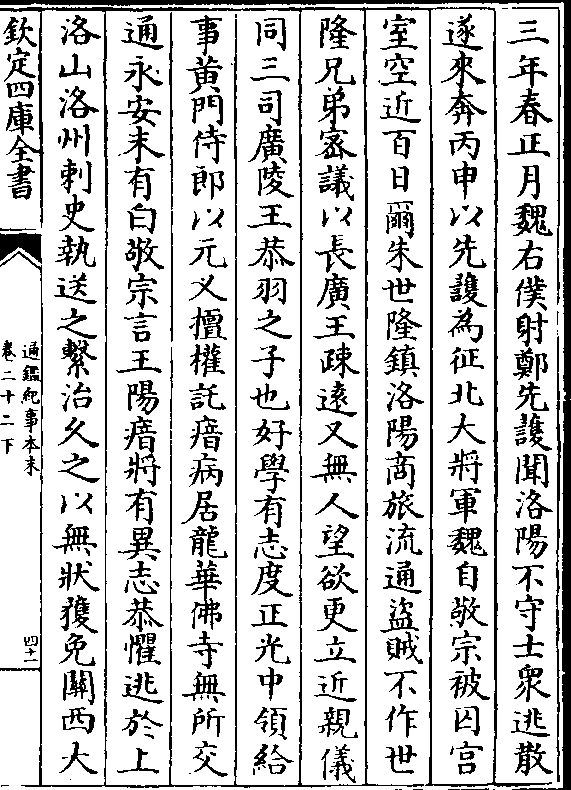 三年春正月魏右僕射鄭先護聞洛陽不守士衆逃散
遂來奔丙申以先護為征北大將軍魏自敬宗被囚宮
室空近百日爾朱世隆鎮洛陽商旅流通盜賊不作世
隆兄弟宻議以長廣王疎遠又無人望欲更立近親儀
同三司廣陵王恭羽之子也好學有志度正光中領給
事黄門侍郎以元义擅權託瘖病居龍華佛寺無所交
通永安末有白敬宗言王陽瘖將有異志恭懼逃於上
洛山洛州刺史執送之繫治久之以無狀獲免關西大
欽定四庫全書
通鑑紀事本末
卷二十二下
四十一